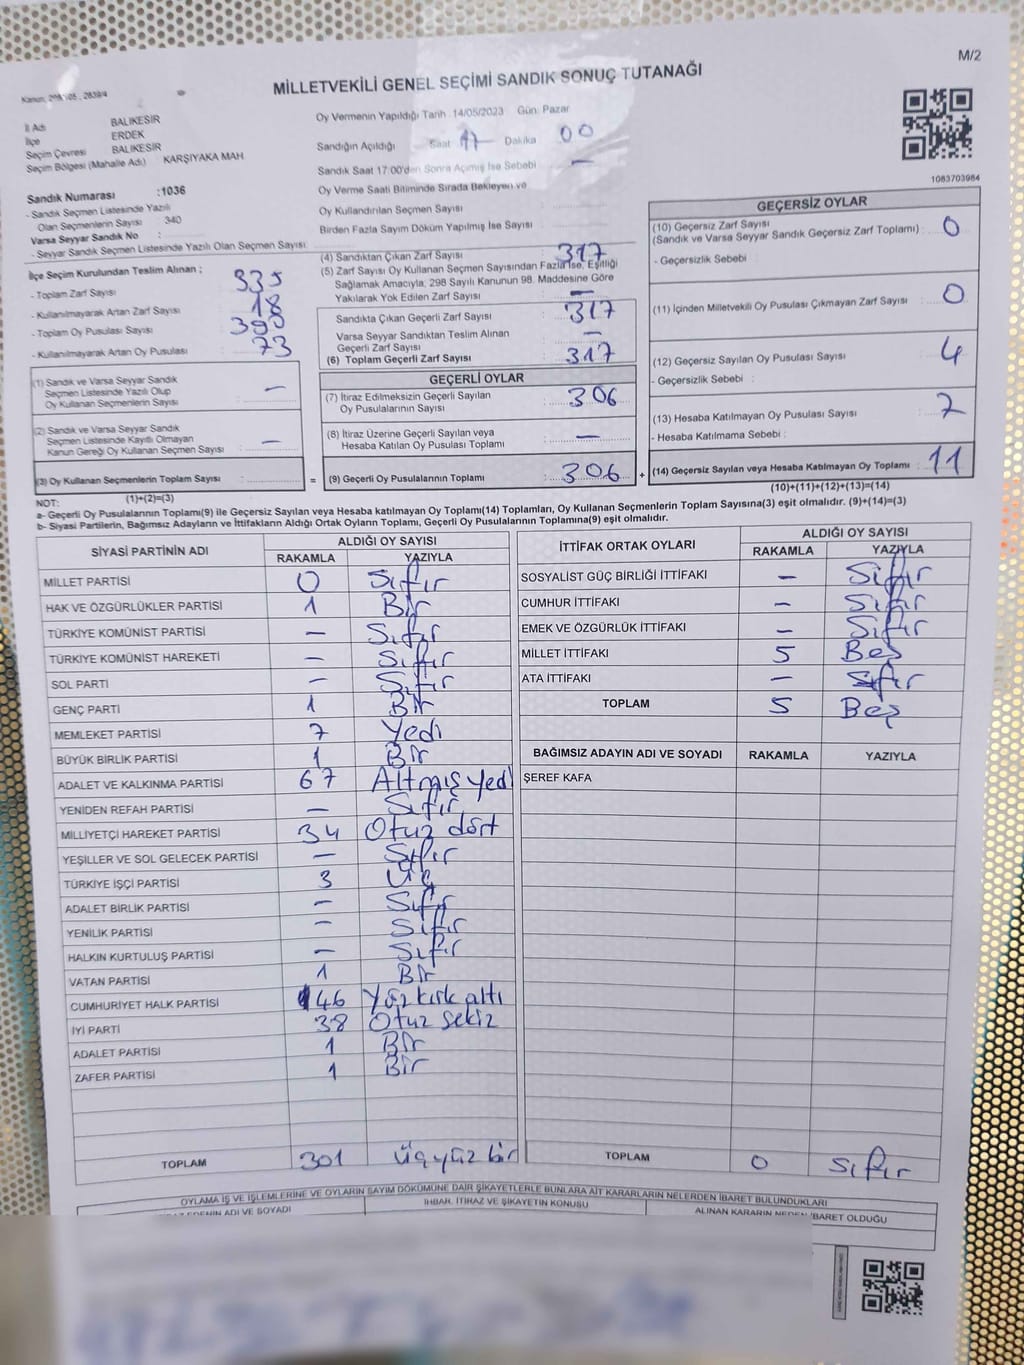 M/2
MİLLETVEKİLİ GENEL SEÇİMİ SANDIK SONUÇ TUTANAĞI
İl Adı BALIKESİR
İlçe ERDEK
Seçim Çevresi BALIKESİR
Seçim Bölgesi (Mahalle Adı) KARŞIYAKA MAH
Sandık Numarası :1036
- Sandık Seçmen Listesinde Yazılı
Olan Seçmenlerin Sayısı 340
Varsa Seyyar Sandık No :
- Seyyar Sandık Seçmen Listesinde Yazılı Olan Seçmen Sayısı
Oy Vermenin Yapıldığı Tarih :14/05/2023 Gün: Pazar
Sandığın Açıldığı Saat 17 Dakika 00
Sandık Saat 17:00'den Sonra Açılmış İse Sebebi —
Oy Verme Saati Bitiminde Sırada Bekleyen ve
Oy Kullandırılan Seçmen Sayısı
Birden Fazla Sayım Döküm Yapılmış İse Sayısı
1083703984
İlçe Seçim Kurulundan Teslim Alınan ;
- Toplam Zarf Sayısı 335
- Kullanılmayarak Artan Zarf Sayısı 18
- Toplam Oy Pusulası Sayısı
- Kullanılmayarak Artan Oy Pusulası 73
(1) Sandık ve Varsa Seyyar Sandık
Seçmen Listesinde Yazılı Olup
Oy Kullanan Seçmenlerin Sayısı —
(2) Sandık ve Varsa Seyyar Sandık
Seçmen Listesinde Kayıtlı Olmayan
Kanun Gereği Oy Kullanan Seçmen Sayısı —
(3) Oy Kullanan Seçmenlerin Toplam Sayısı =
(1)+(2)=(3)
(4) Sandıktan Çıkan Zarf Sayısı 317
(5) Zarf Sayısı Oy Kullanan Seçmen Sayısından Fazla İse, Eşitliği
Sağlamak Amacıyla, 298 Sayılı Kanunun 98. Maddesine Göre
Yakılarak Yok Edilen Zarf Sayısı —
Sandıkta Çıkan Geçerli Zarf Sayısı : 317
Varsa Seyyar Sandıktan Teslim Alınan
Geçerli Zarf Sayısı —
(6) Toplam Geçerli Zarf Sayısı : 317
GEÇERLİ OYLAR
(7) İtiraz Edilmeksizin Geçerli Sayılan
Oy Pusulalarının Sayısı : 306
(8) İtiraz Üzerine Geçerli Sayılan veya
Hesaba Katılan Oy Pusulası Toplamı : —
(9) Geçerli Oy Pusulalarının Toplamı : 306 +
GEÇERSİZ OYLAR
(10) Geçersiz Zarf Sayısı
(Sandık ve Varsa Seyyar Sandık Geçersiz Zarf Toplamı) : 0
- Geçersizlik Sebebi :
(11) İçinden Milletvekili Oy Pusulası Çıkmayan Zarf Sayısı : 0
(12) Geçersiz Sayılan Oy Pusulası Sayısı : 4
- Geçersizlik Sebebi :
(13) Hesaba Katılmayan Oy Pusulası Sayısı : 7
- Hesaba Katılmama Sebebi :
(14) Geçersiz Sayılan veya Hesaba Katılmayan Oy Toplamı : 11
(10)+(11)+(12)+(13)=(14)
NOT:
a- Geçerli Oy Pusulalarının Toplamı(9) ile Geçersiz Sayılan veya Hesaba katılmayan Oy Toplamı(14) Toplamları, Oy Kullanan Seçmenlerin Toplam Sayısına(3) eşit olmalıdır. (9)+(14)=(3)
b- Siyasi Partilerin, Bağımsız Adayların ve İttifakların Aldığı Ortak Oyların Toplamı, Geçerli Oy Pusulalarının Toplamına(9) eşit olmalıdır.
SİYASİ PARTİNİN ADI ALDIĞI OY SAYISI
RAKAMLA YAZIYLA
MİLLET PARTİSİ 0 Sıfır
HAK VE ÖZGÜRLÜKLER PARTİSİ 1 Bir
TÜRKİYE KOMÜNİST PARTİSİ — Sıfır
TÜRKİYE KOMÜNİST HAREKETİ — Sıfır
SOL PARTİ — Sıfır
GENÇ PARTİ 1 Bir
MEMLEKET PARTİSİ 7 Yedi
BÜYÜK BİRLİK PARTİSİ 1 Bir
ADALET VE KALKINMA PARTİSİ 67 Altmış yedi
YENİDEN REFAH PARTİSİ — Sıfır
MİLLİYETÇİ HAREKET PARTİSİ 34 Otuz dört
YEŞİLLER VE SOL GELECEK PARTİSİ — Sıfır
TÜRKİYE İŞÇİ PARTİSİ 3 Üç
ADALET BİRLİK PARTİSİ — Sıfır
YENİLİK PARTİSİ — Sıfır
HALKIN KURTULUŞ PARTİSİ — Sıfır
VATAN PARTİSİ 1 Bir
CUMHURİYET HALK PARTİSİ 146 Yüz kırk altı
İYİ PARTİ 38 Otuz sekiz
ADALET PARTİSİ 1 Bir
ZAFER PARTİSİ 1 Bir
TOPLAM 301 Üçyüz bir
İTTİFAK ORTAK OYLARI ALDIĞI OY SAYISI
RAKAMLA YAZIYLA
SOSYALİST GÜÇ BİRLİĞİ İTTİFAKI — Sıfır
CUMHUR İTTİFAKI — Sıfır
EMEK VE ÖZGÜRLÜK İTTİFAKI — Sıfır
MİLLET İTTİFAKI 5 Beş
ATA İTTİFAKI — Sıfır
TOPLAM 5 Beş
BAĞIMSIZ ADAYIN ADI VE SOYADI RAKAMLA YAZIYLA
ŞEREF KAFA
TOPLAM 0 Sıfır
OYLAMA İŞ VE İŞLEMLERİNE VE OYLARIN SAYIM DÖKÜMÜNE DAİR ŞİKAYETLERLE BUNLARA AİT KARARLARIN NELERDEN İBARET BULUNDUKLARI
ADI VE SOYADI İHBAR, İTİRAZ VE ŞİKAYETİN KONUSU ALINAN KARARIN NEDEN İBARET OLDUĞU